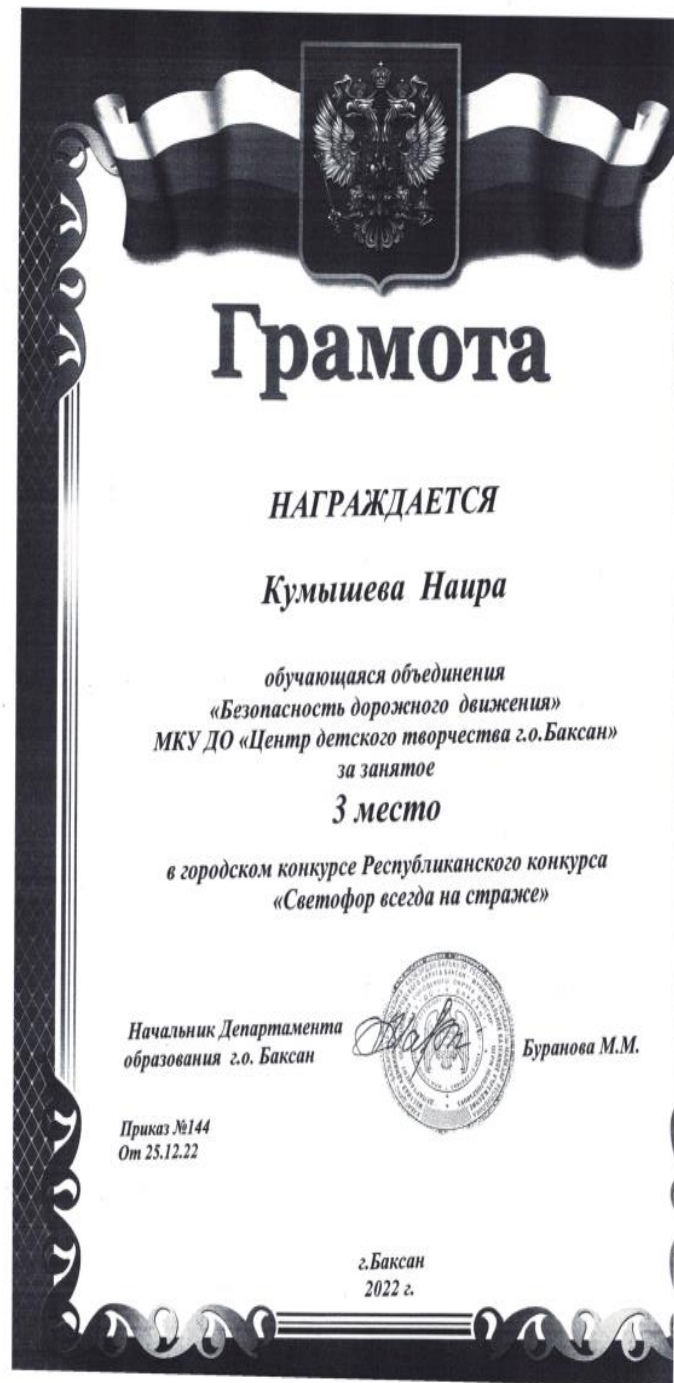 Грамота
НАГРАЖДАЕТСЯ
Кумышева Наира
обучающаяся объединения
«Безопасность дорожного движения»
МКУ ДО «Центр детского творчества г.о.Баксан»
за занятое
3 место
в городском конкурсе Республиканского конкурса
«Светофор всегда на страже»
Начальник Департамента
образования г.о. Баксан
Буранова М.М.
Приказ №144
От 25.12.22
г.Баксан
2022 г.